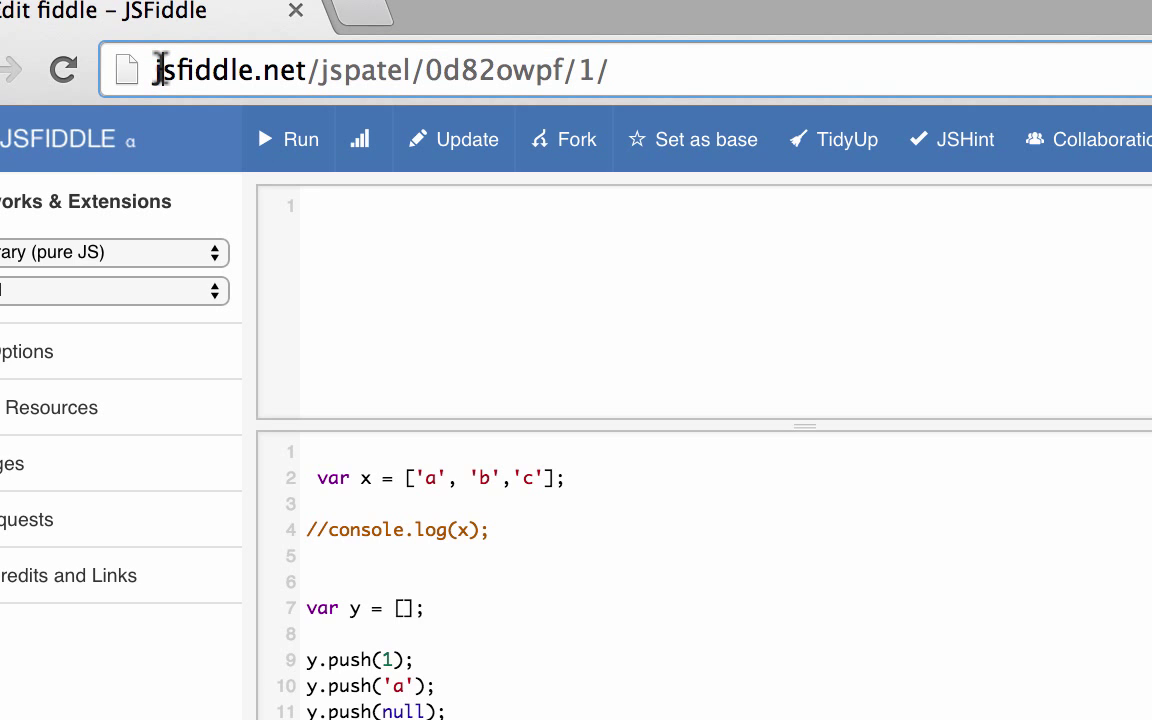 dit fiddle – JSFiddle
jsfiddle.net/jspatel/0d82owpf/1/
JSFIDDLE α Run Update Fork Set as base TidyUp JSHint Collaboratio
orks & Extensions
rary (pure JS)
ptions
Resources
ges
quests
redits and Links
1
1
2 var x = ['a', 'b','c'];
3
4 //console.log(x);
5
6
7 var y = [];
8
9 y.push(1);
10 y.push('a');
11 y.push(null);